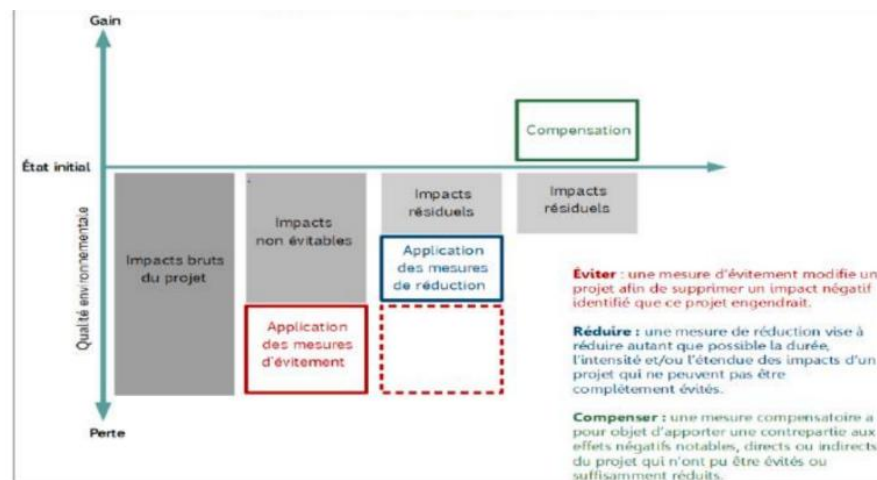 Gain
Compensation
État initial
Qualité environnementale
Impacts bruts
du projet
Impacts
non évitables
Application
des mesures
d'évitement
Impacts
résiduels
Application
des mesures
de réduction
Impacts
résiduels
Perte
Éviter : une mesure d'évitement modifie un
projet afin de supprimer un impact négatif
identifié que ce projet engendrait.
Réduire : une mesure de réduction vise à
réduire autant que possible la durée,
l'intensité et/ou l'étendue des impacts d'un
projet qui ne peuvent pas être
complètement évités.
Compenser : une mesure compensatoire a
pour objet d'apporter une contrepartie aux
effets négatifs notables, directs ou indirects
du projet qui n'ont pu être évités ou
suffisamment réduits.